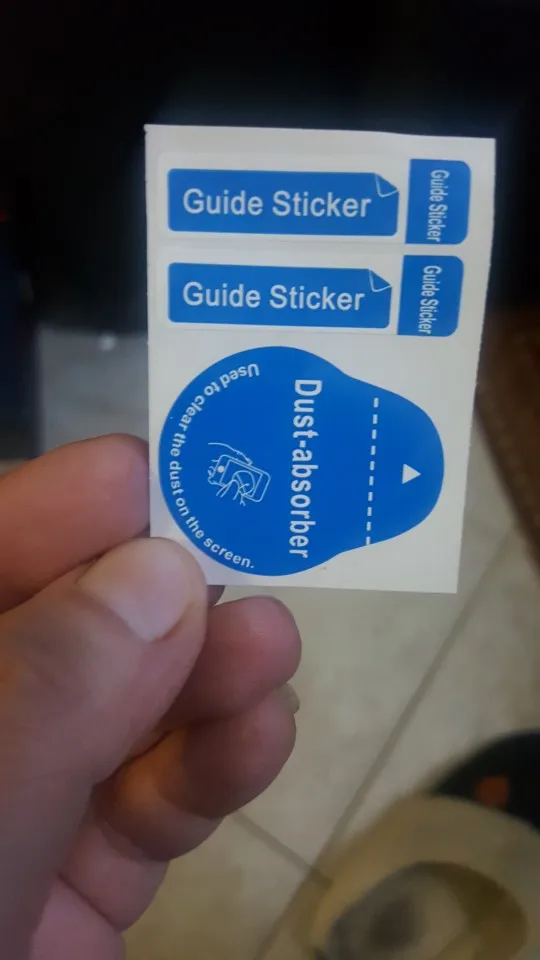 Guide Sticker
Guide Sticker
Guide Sticker
Guide Sticker
Dust-absorber
Used to clear the dust on the screen.